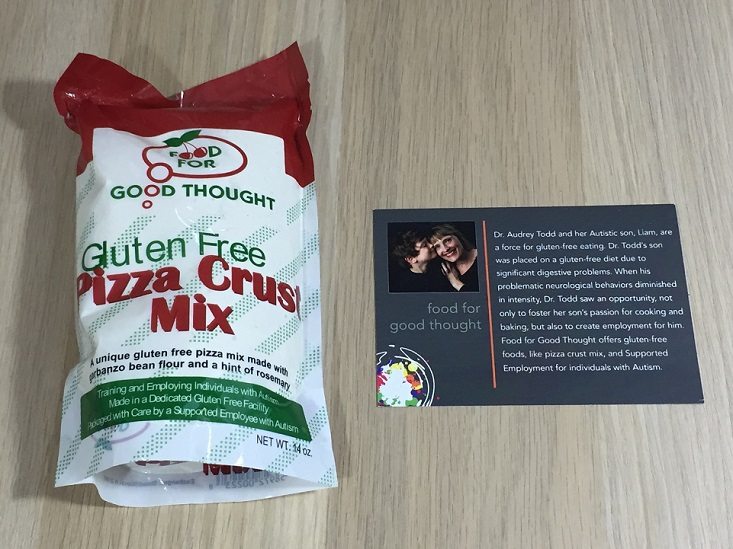 FOOD
FOR
GOOD THOUGHT
Gluten Free
Pizza Crust
Mix
A unique gluten free pizza mix made with
garbanzo bean flour and a hint of rosemary
Training and Employing Individuals with Autism
Made in a Dedicated Gluten Free Facility
Packaged with Care by a Supported Employee with Autism
NET WT. 14 oz.
food for
good thought
Dr. Audrey Todd and her Autistic son, Liam, are
a force for gluten-free eating. Dr. Todd's son
was placed on a gluten-free diet due to
significant digestive problems. When his
problematic neurological behaviors diminished
in intensity, Dr. Todd saw an opportunity, not
only to foster her son's passion for cooking and
baking, but also to create employment for him.
Food for Good Thought offers gluten-free
foods, like pizza crust mix, and Supported
Employment for individuals with Autism.